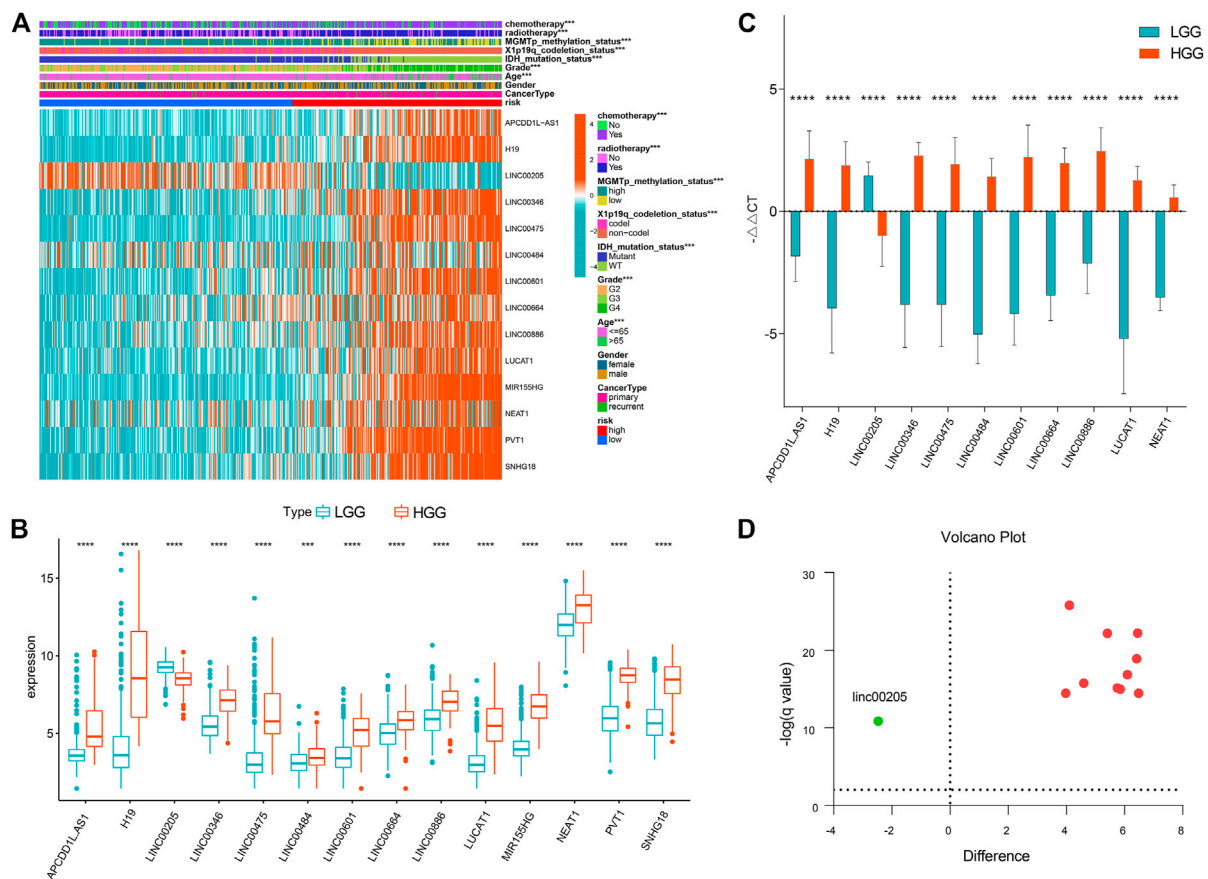 A
chemotherapy***
radiotherapy***
MGMTp_methylation_status***
X1p19q_codeletion_status***
IDH_mutation_status***
Grade***
Age***
Gender
CancerType
risk
APCDD1L-AS1
H19
LINC00205
LINC00346
LINC00475
LINC00484
LINC00601
LINC00664
LINC00886
LUCAT1
MIR155HG
NEAT1
PVT1
SNHG18
4
2
0
-2
-4
chemotherapy***
No
Yes
radiotherapy***
No
Yes
MGMTp_methylation_status***
high
low
X1p19q_codeletion_status***
codel
non-codel
IDH_mutation_status***
Mutant
WT
Grade***
G2
G3
G4
Age***
<=65
>65
Gender
female
male
CancerType
primary
recurrent
risk
high
low
B
Type LGG HGG
**** **** **** **** **** *** **** **** **** **** **** **** **** ****
expression
15
10
5
APCDD1L.AS1
H19
LINC00205
LINC00346
LINC00475
LINC00484
LINC00601
LINC00664
LINC00886
LUCAT1
MIR155HG
NEAT1
PVT1
SNHG18
C
LGG
HGG
**** **** **** **** **** **** **** **** **** **** ****
-△△CT
5
0
-5
APCDD1L.AS1
H19
LINC00205
LINC00346
LINC00475
LINC00484
LINC00601
LINC00664
LINC00886
LUCAT1
NEAT1
D
Volcano Plot
-log(q value)
30
20
10
0
linc00205
-4 -2 0 2 4 6 8
Difference